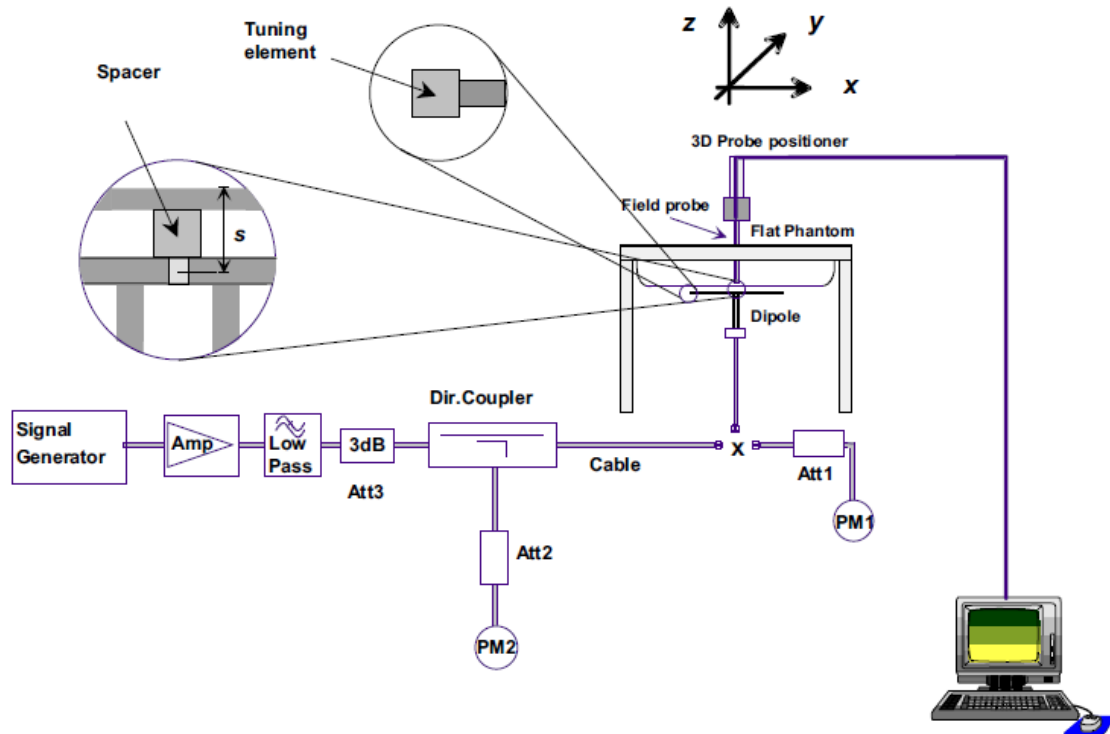 Tuning
element
Spacer
s
z
y
x
3D Probe positioner
Field probe
Flat Phantom
Dipole
Dir.Coupler
Signal
Generator
Amp
Low
Pass
3dB
Att3
Cable
X
Att1
PM1
Att2
PM2